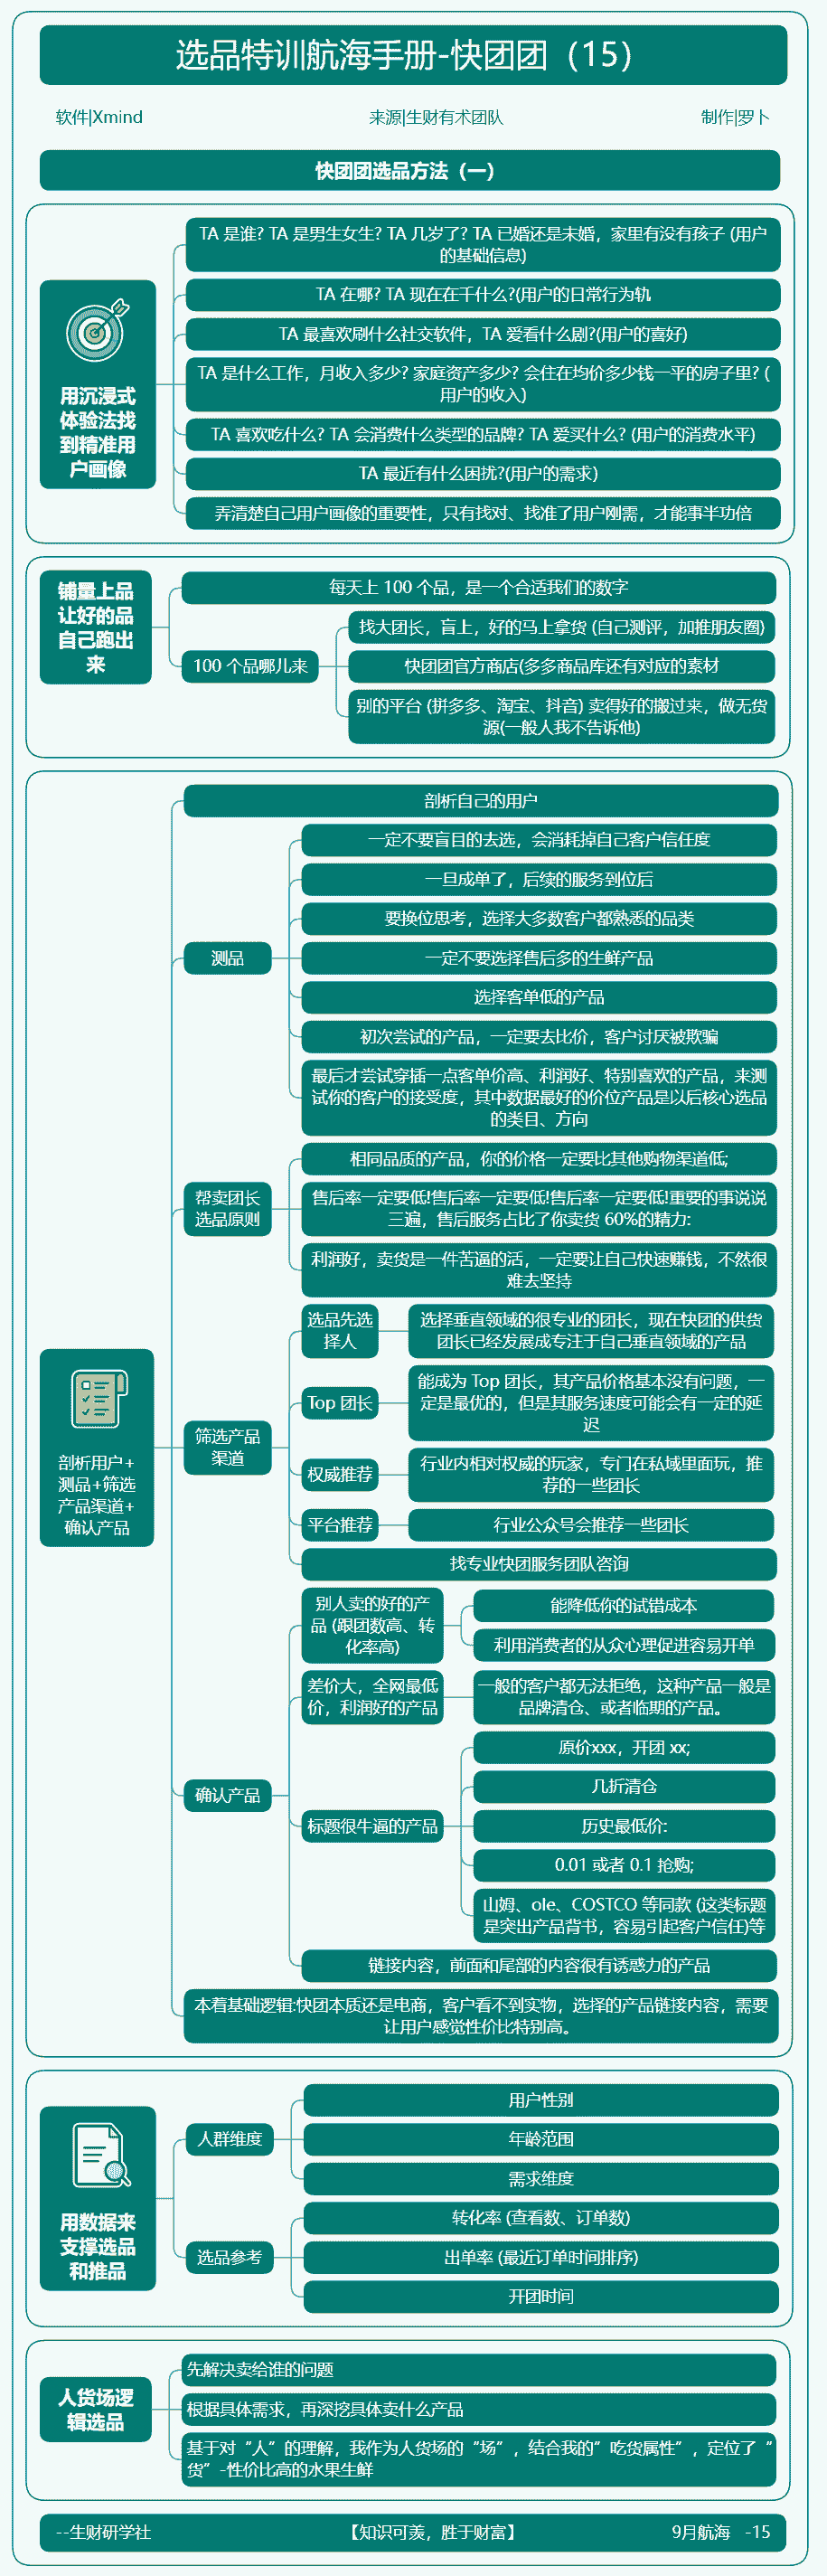 选品特训航海手册-快团团（15）
软件|Xmind
来源|生财有术团队
制作|罗卜
快团团选品方法（一）
用沉浸式
体验法找
到精准用
户画像
TA 是谁? TA 是男生女生? TA 几岁了? TA 已婚还是未婚，家里有没有孩子 (用户
的基础信息)
TA 在哪? TA 现在在千什么?(用户的日常行为轨
TA 最喜欢刷什么社交软件，TA 爱看什么剧?(用户的喜好)
TA 是什么工作，月收入多少? 家庭资产多少? 会住在均价多少钱一平的房子里? (
用户的收入)
TA 喜欢吃什么? TA 会消费什么类型的品牌? TA 爱买什么? (用户的消费水平)
TA 最近有什么困扰?(用户的需求)
弄清楚自己用户画像的重要性，只有找对、找准了用户刚需，才能事半功倍
铺量上品
让好的品
自己跑出
来
每天上 100 个品，是一个合适我们的数字
100 个品哪儿来
找大团长，盲上，好的马上拿货 (自己测评，加推朋友圈)
快团团官方商店(多多商品库还有对应的素材
别的平台 (拼多多、淘宝、抖音) 卖得好的搬过来，做无货
源(一般人我不告诉他)
剖析用户+
测品+筛选
产品渠道+
确认产品
剖析自己的用户
测品
一定不要盲目的去选，会消耗掉自己客户信任度
一旦成单了，后续的服务到位后
要换位思考，选择大多数客户都熟悉的品类
一定不要选择售后多的生鲜产品
选择客单低的产品
初次尝试的产品，一定要去比价，客户讨厌被欺骗
最后才尝试穿插一点客单价高、利润好、特别喜欢的产品，来测
试你的客户的接受度，其中数据最好的价位产品是以后核心选品
的类目、方向
帮卖团长
选品原则
相同品质的产品，你的价格一定要比其他购物渠道低;
售后率一定要低!售后率一定要低!售后率一定要低!重要的事说说
三遍，售后服务占比了你卖货 60%的精力:
利润好，卖货是一件苦逼的活，一定要让自己快速赚钱，不然很
难去坚持
筛选产品
渠道
选品先选
择人
选择垂直领域的很专业的团长，现在快团的供货
团长已经发展成专注于自己垂直领域的产品
Top 团长
能成为 Top 团长，其产品价格基本没有问题，一
定是最优的，但是其服务速度可能会有一定的延
迟
权威推荐
行业内相对权威的玩家，专门在私域里面玩，推
荐的一些团长
平台推荐
行业公众号会推荐一些团长
找专业快团服务团队咨询
确认产品
别人卖的好的产
品 (跟团数高、转
化率高)
能降低你的试错成本
利用消费者的从众心理促进容易开单
差价大，全网最低
价，利润好的产品
一般的客户都无法拒绝，这种产品一般是
品牌清仓、或者临期的产品。
标题很牛逼的产品
原价xxx，开团 xx;
几折清仓
历史最低价:
0.01 或者 0.1 抢购;
山姆、ole、COSTCO 等同款 (这类标题
是突出产品背书，容易引起客户信任)等
链接内容，前面和尾部的内容很有诱惑力的产品
本着基础逻辑:快团本质还是电商，客户看不到实物，选择的产品链接内容，需要
让用户感觉性价比特别高。
用数据来
支撑选品
和推品
人群维度
用户性别
年龄范围
需求维度
选品参考
转化率 (查看数、订单数)
出单率 (最近订单时间排序)
开团时间
人货场逻
辑选品
先解决卖给谁的问题
根据具体需求，再深挖具体卖什么产品
基于对“人”的理解，我作为人货场的“场”，结合我的”吃货属性”，定位了“
货”-性价比高的水果生鲜
--生财研学社
【知识可羡，胜于财富】
9月航海 -15